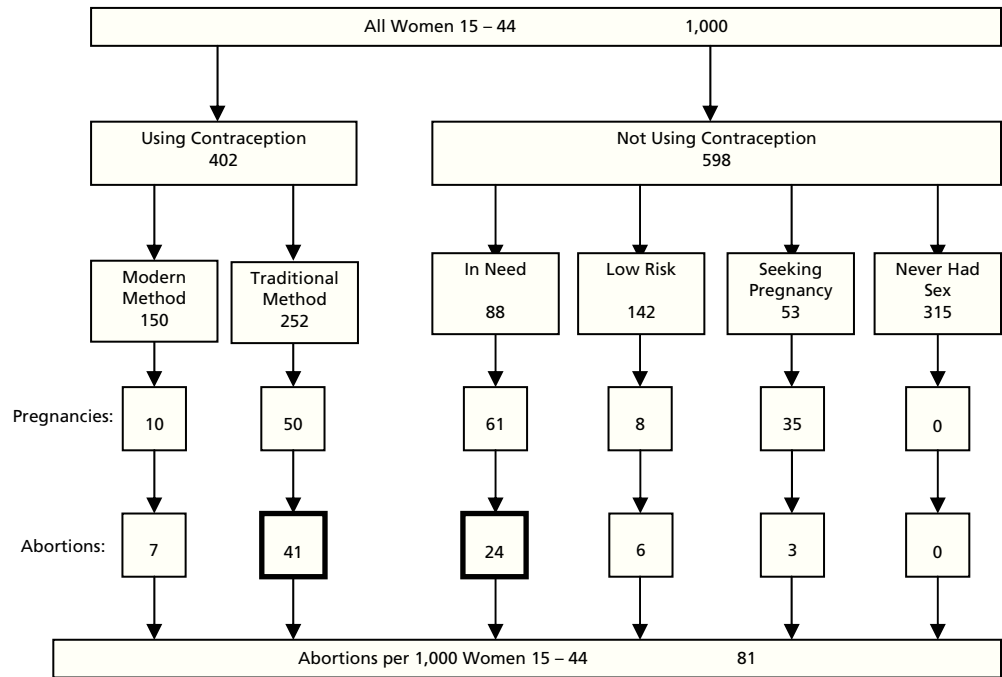 All Women 15 – 44 1,000
Using Contraception
402
Not Using Contraception
598
Modern
Method
150
Traditional
Method
252
In Need
88
Low Risk
142
Seeking
Pregnancy
53
Never Had
Sex
315
Pregnancies: 10 50 61 8 35 0
Abortions: 7 41 24 6 3 0
Abortions per 1,000 Women 15 – 44 81